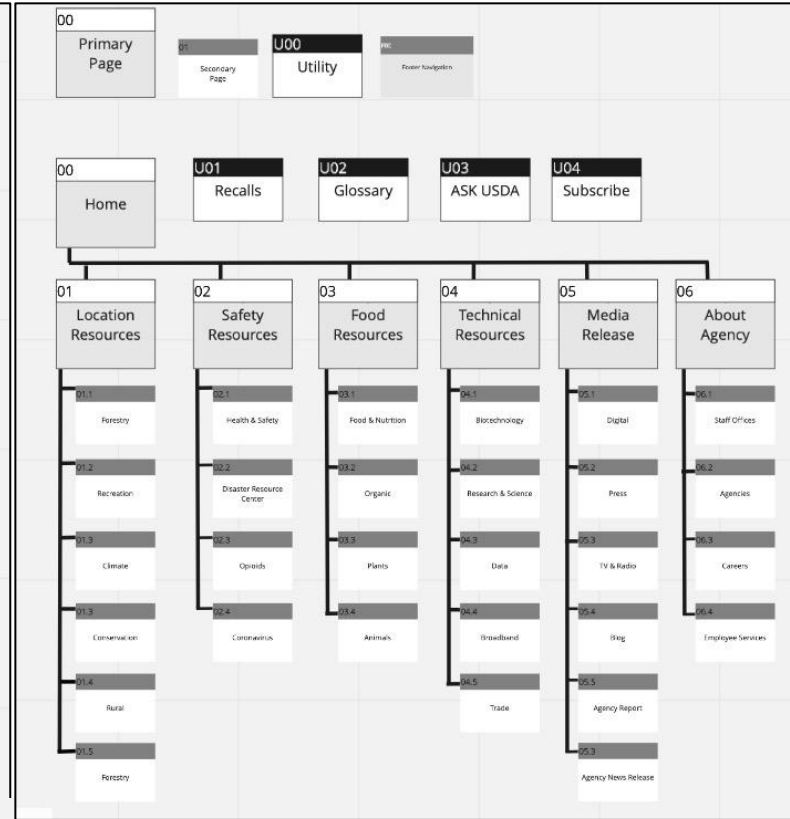 00
Primary
Page
01
Secondary
Page
U00
Utility
Footer Navigation
00
Home
U01
Recalls
U02
Glossary
U03
ASK USDA
U04
Subscribe
01
Location
Resources
02
Safety
Resources
03
Food
Resources
04
Technical
Resources
05
Media
Release
06
About
Agency
01.1
Forestry
01.2
Recreation
01.3
Climate
01.3
Conservation
01.4
Rural
01.5
Forestry
02.1
Health & Safety
02.2
Disaster Resource
Center
02.3
Opioids
02.4
Coronavirus
03.1
Food & Nutrition
03.2
Organic
03.3
Plants
03.4
Animals
04.1
Biotechnology
04.2
Research & Science
04.3
Data
04.4
Broadband
04.5
Trade
05.1
Digital
05.2
Press
05.3
TV & Radio
05.4
Blog
05.5
Agency Report
05.3
Agency News Release
06.1
Staff Offices
06.2
Agencies
06.3
Careers
06.4
Employee Services